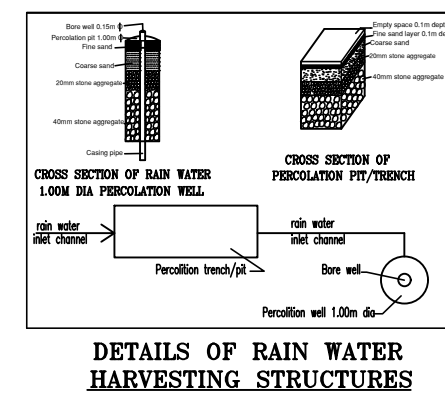 Bore well 0.15m ϕ
Percolation pit 1.00m ϕ
Fine sand
Coarse sand
20mm stone aggregate
40mm stone aggregate
Casing pipe
CROSS SECTION OF RAIN WATER
1.00M DIA PERCOLATION WELL
Empty space 0.1m dept
Fine sand layer 0.1m de
Coarse sand
20mm stone aggregate
40mm stone aggregate
CROSS SECTION OF
PERCOLATION PIT/TRENCH
rain water
inlet channel
Percolition trench/pit
rain water
inlet channel
Bore well
Percolition well 1.00m dia
DETAILS OF RAIN WATER
HARVESTING STRUCTURES